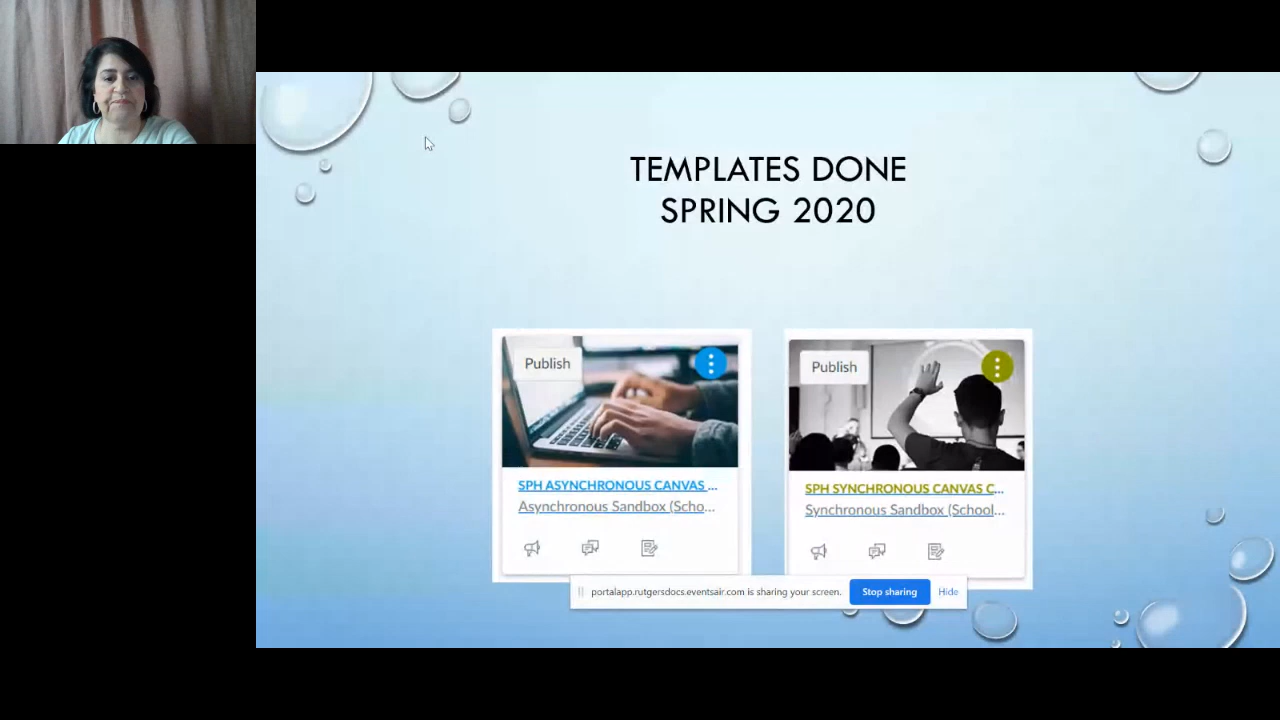 TEMPLATES DONE
SPRING 2020
Publish
SPH ASYNCHRONOUS CANVAS ...
Asynchronous Sandbox (Scho...
Publish
SPH SYNCHRONOUS CANVAS C...
Synchronous Sandbox (School...
portalapp.rutgersdocs.eventsair.com is sharing your screen. Stop sharing Hide